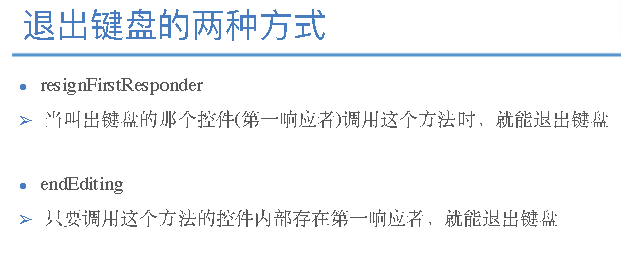 退出键盘的两种方式
resignFirstResponder
当叫出键盘的那个控件(第一响应者)调用这个方法时，就能退出键盘
endEditing
只要调用这个方法的控件内部存在第一响应者，就能退出键盘